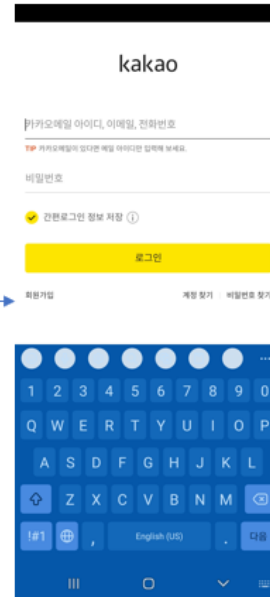 kakao
카카오메일 아이디, 이메일, 전화번호
TIP 카카오메일이 있다면 메일 아이디만 입력해 보세요.
비밀번호
간편로그인 정보 저장 ⓘ
로그인
회원가입 계정 찾기 비밀번호 찾기
1 2 3 4 5 6 7 8 9 0
Q W E R T Y U I O P
A S D F G H J K L
Z X C V B N M
!#1 , English (US) . 다음